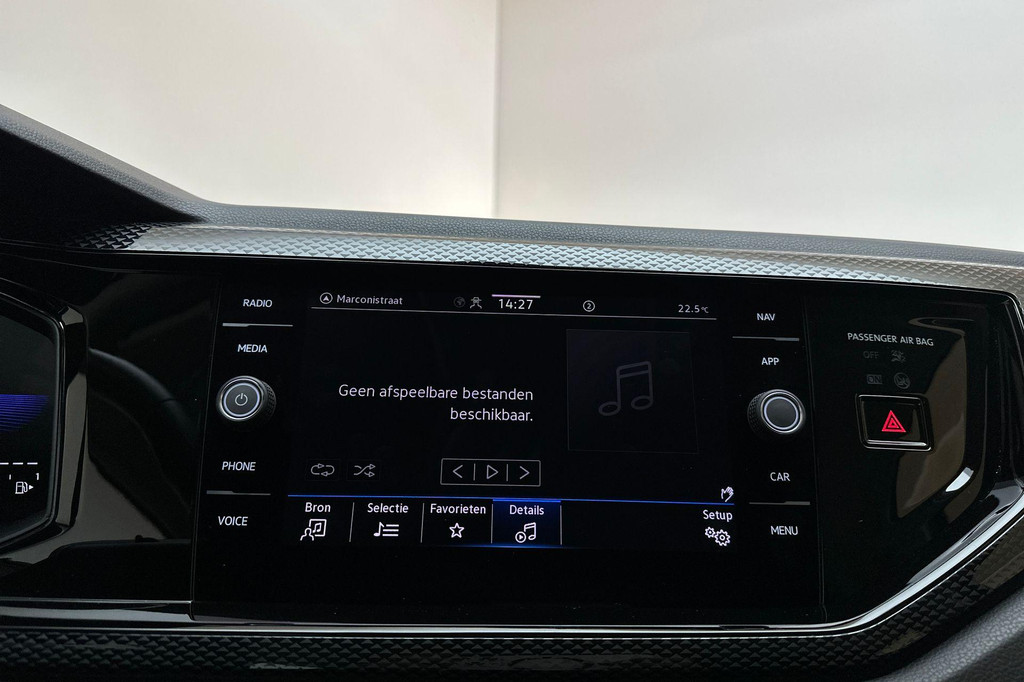 RADIO
MEDIA
PHONE
VOICE
Marconistraat
14:27
2
22.5°C
Geen afspeelbare bestanden
beschikbaar.
Bron
Selectie
Favorieten
Details
Setup
NAV
APP
CAR
MENU
PASSENGER AIR BAG
OFF
1